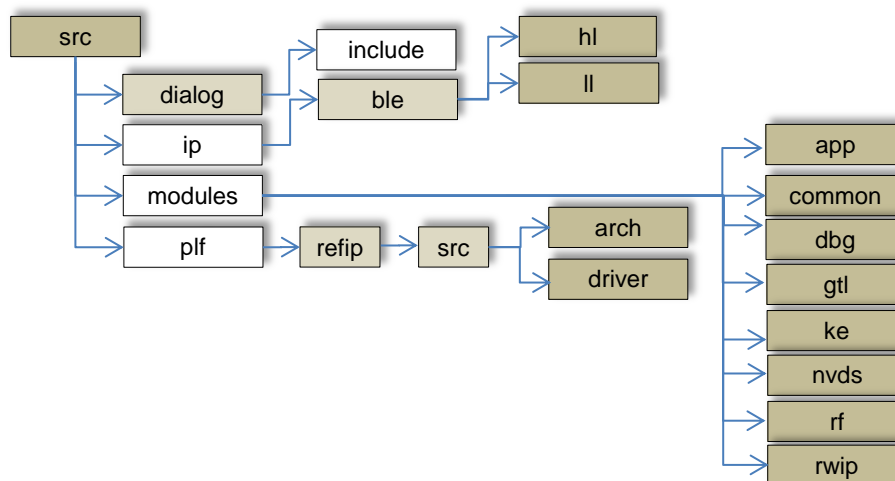 src
include
hl
dialog
ble
ll
ip
app
modules
common
plf
refip
src
arch
dbg
driver
gtl
ke
nvds
rf
rwip